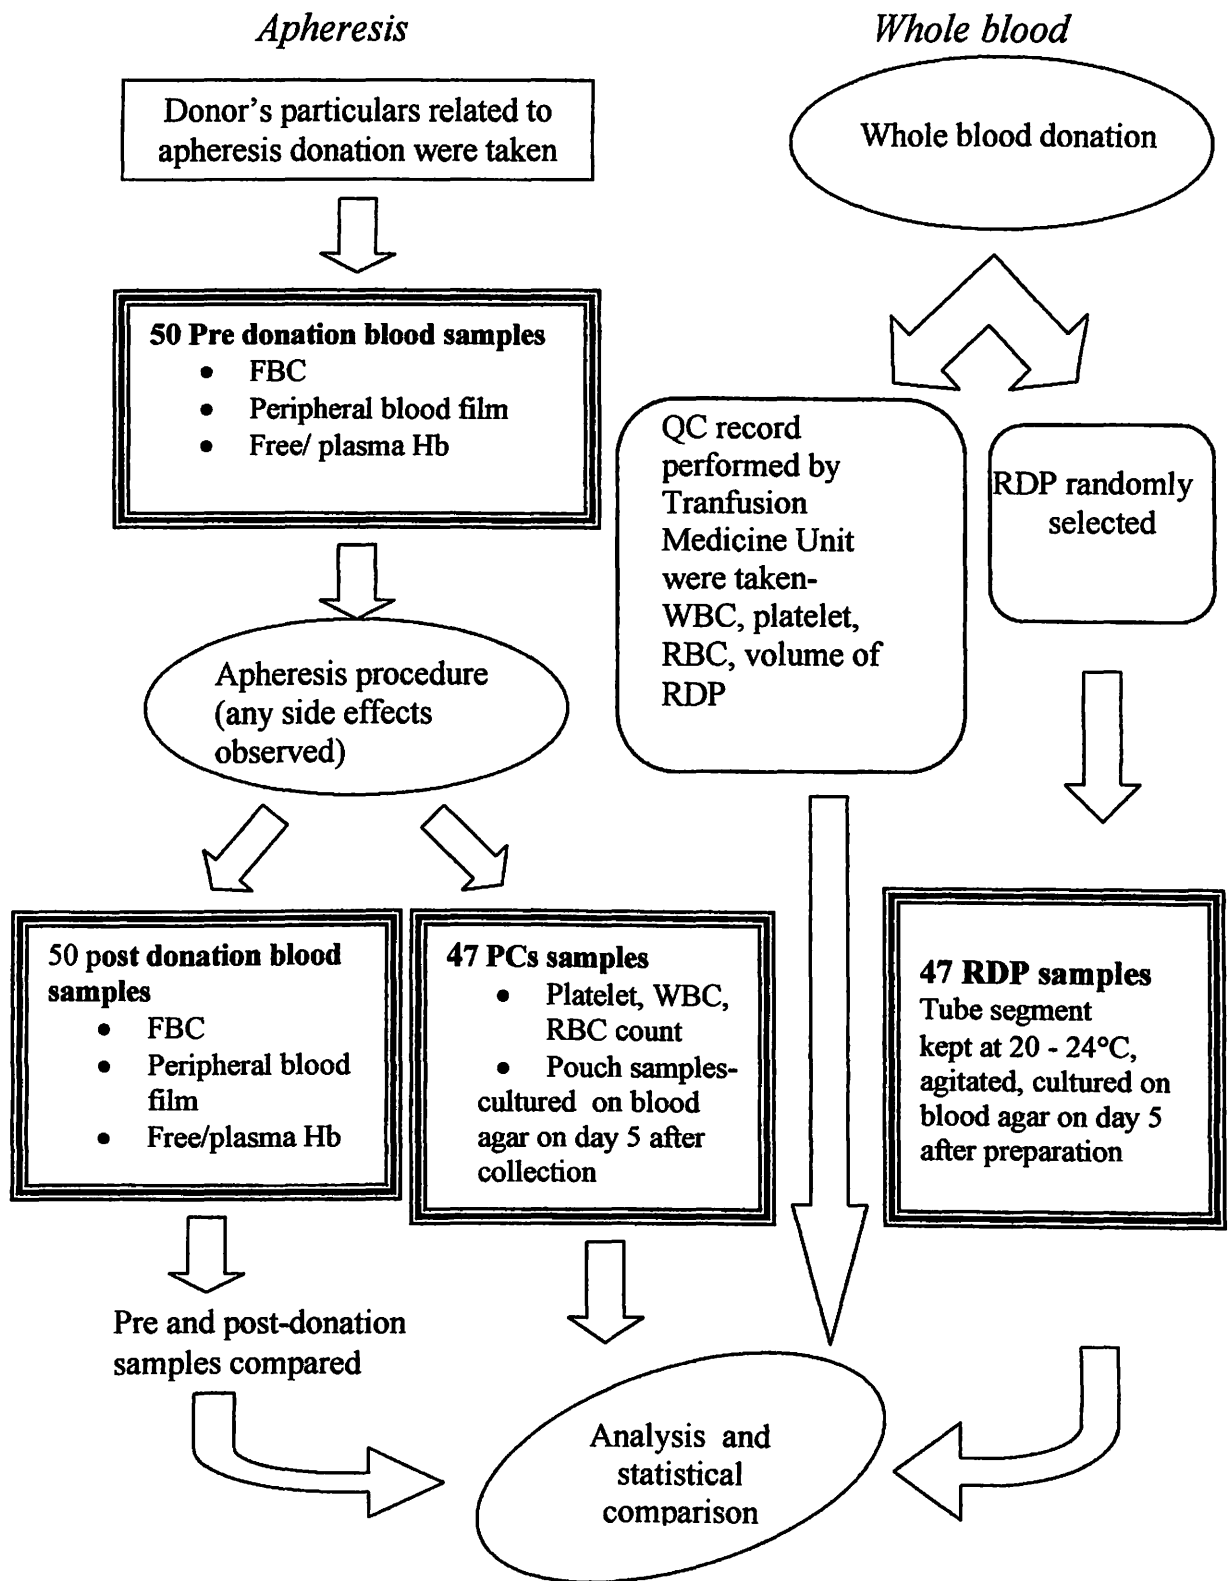 Apheresis
Whole blood
Donor's particulars related to
apheresis donation were taken
Whole blood donation
50 Pre donation blood samples
• FBC
• Peripheral blood film
• Free/ plasma Hb
QC record
performed by
Tranfusion
Medicine Unit
were taken-
WBC, platelet,
RBC, volume of
RDP
RDP randomly
selected
Apheresis procedure
(any side effects
observed)
50 post donation blood
samples
• FBC
• Peripheral blood
film
• Free/plasma Hb
47 PCs samples
• Platelet, WBC,
RBC count
• Pouch samples-
cultured on blood
agar on day 5 after
collection
47 RDP samples
Tube segment
kept at 20 - 24°C,
agitated, cultured on
blood agar on day 5
after preparation
Pre and post-donation
samples compared
Analysis and
statistical
comparison